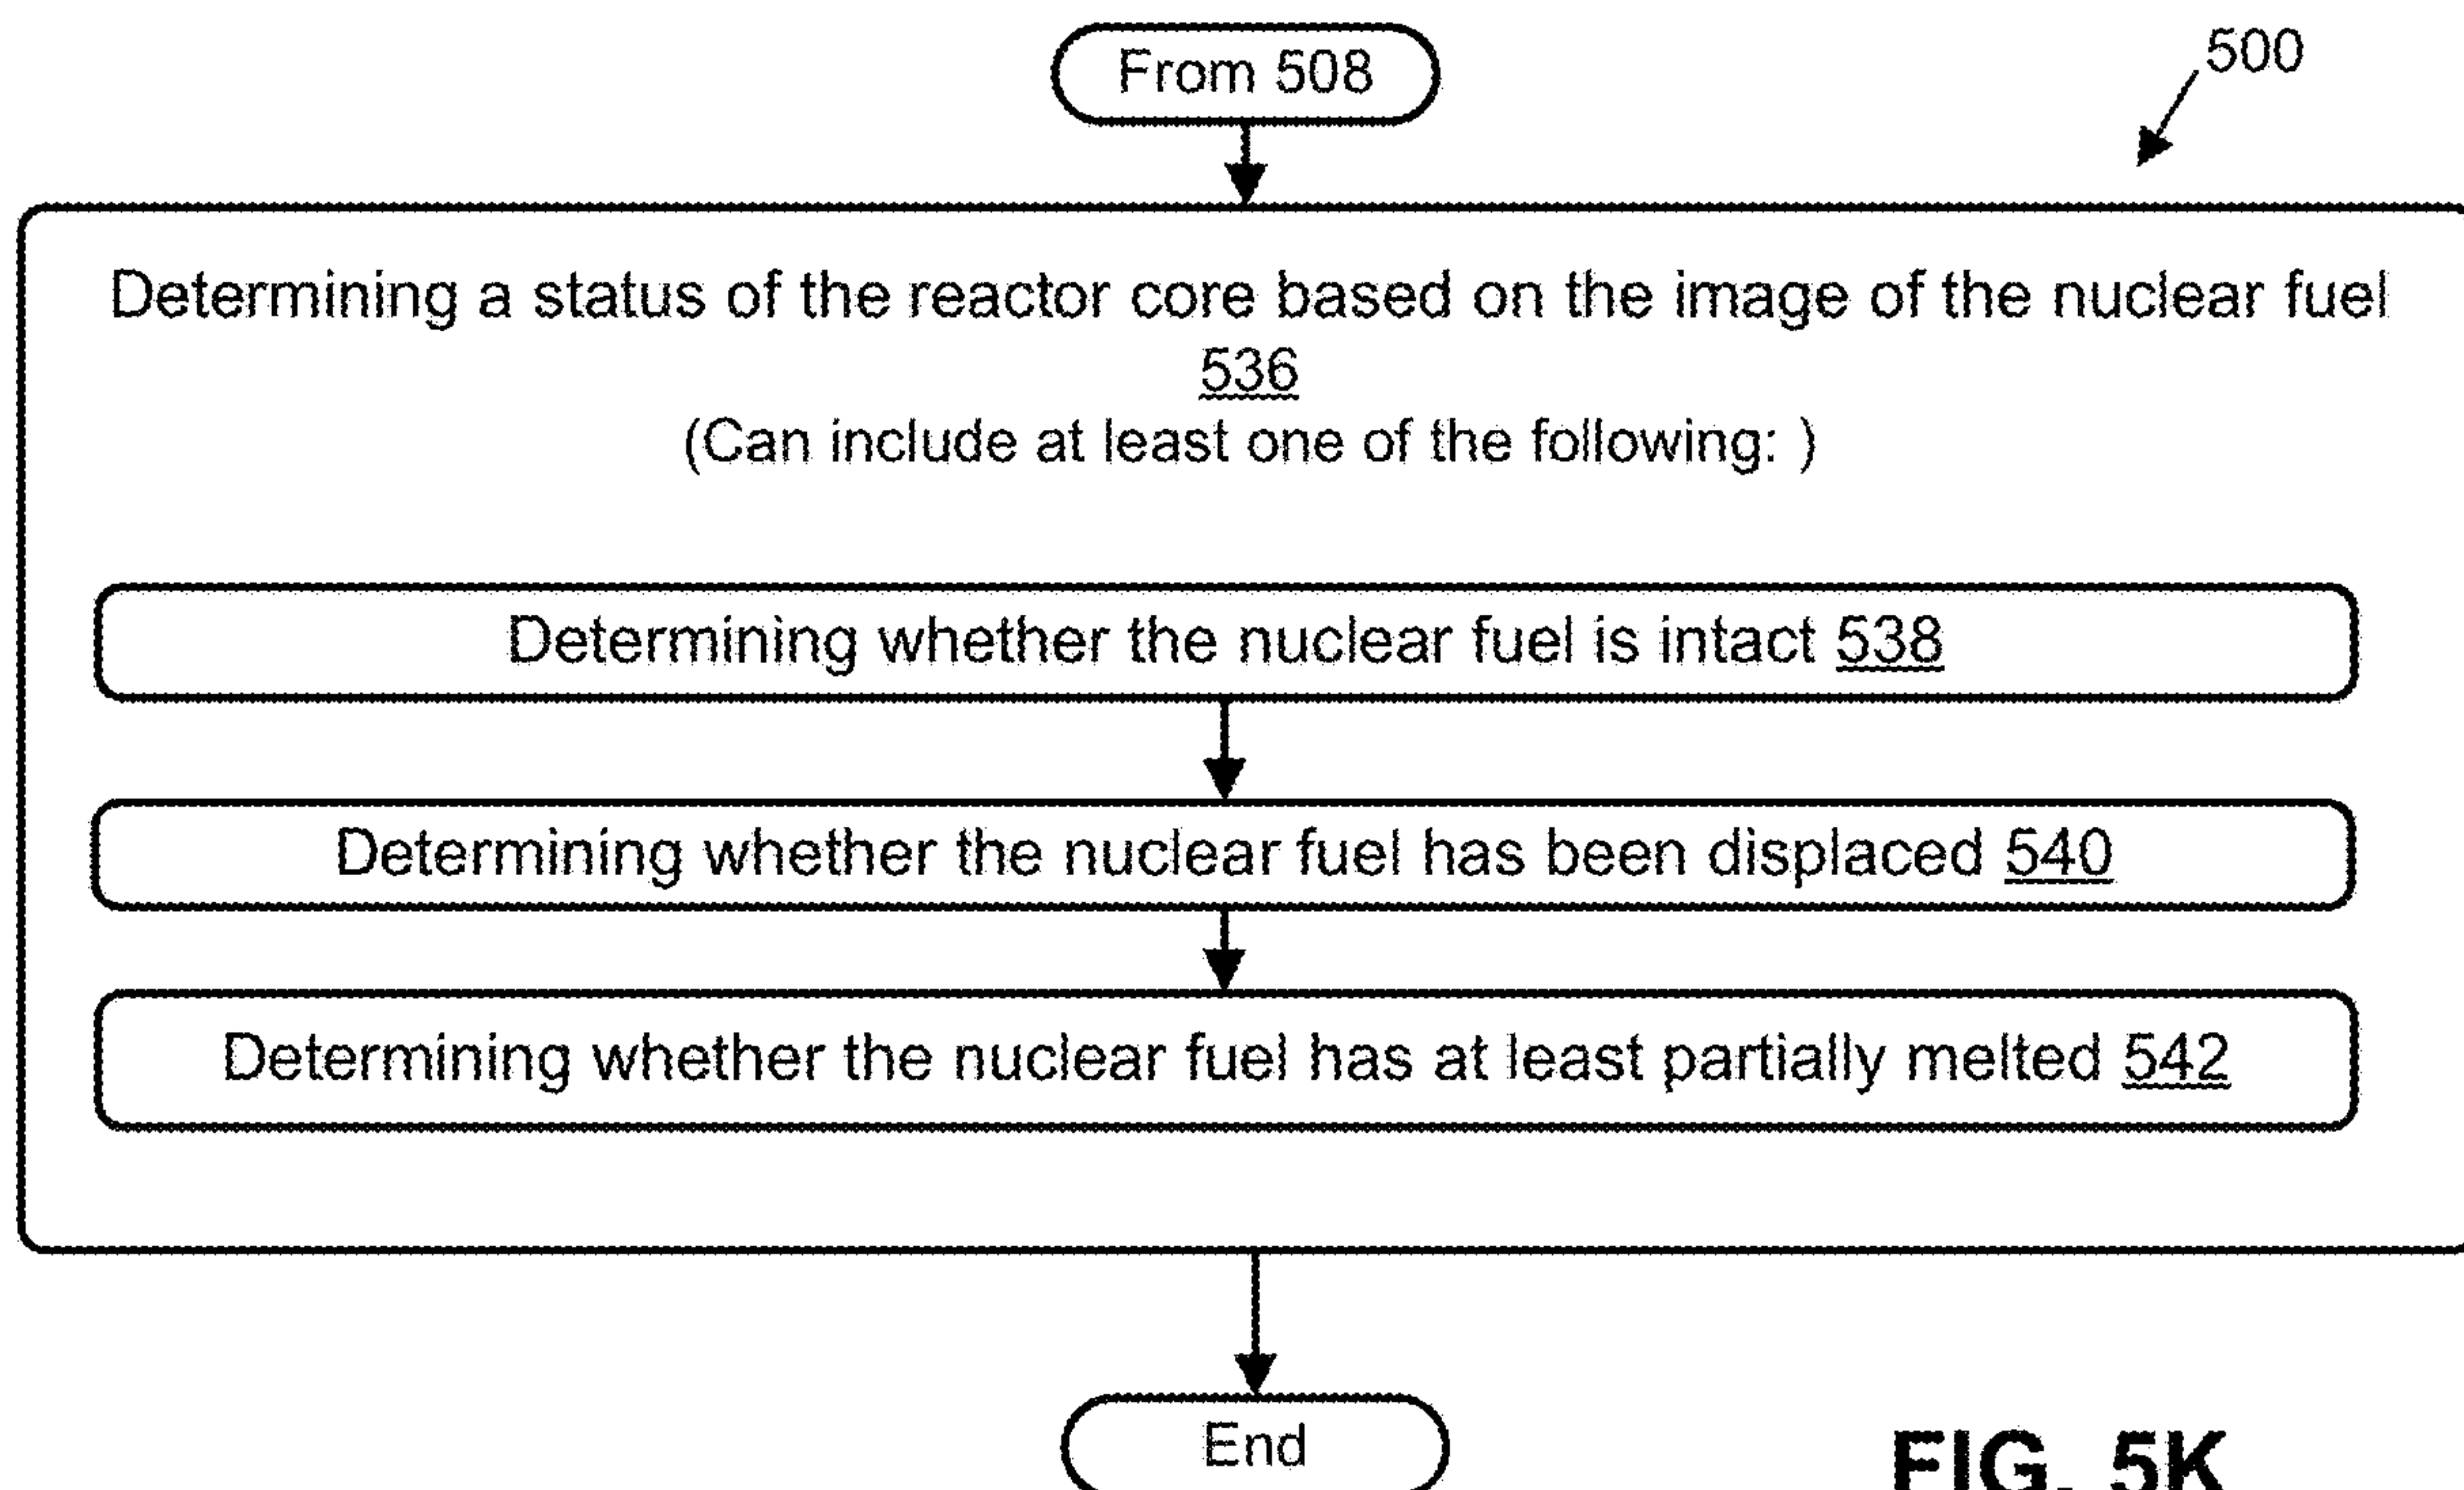 From 508
500
Determining a status of the reactor core based on the image of the nuclear fuel
536
(Can include at least one of the following: )
Determining whether the nuclear fuel is intact 538
Determining whether the nuclear fuel has been displaced 540
Determining whether the nuclear fuel has at least partially melted 542
End
FIG. 5K